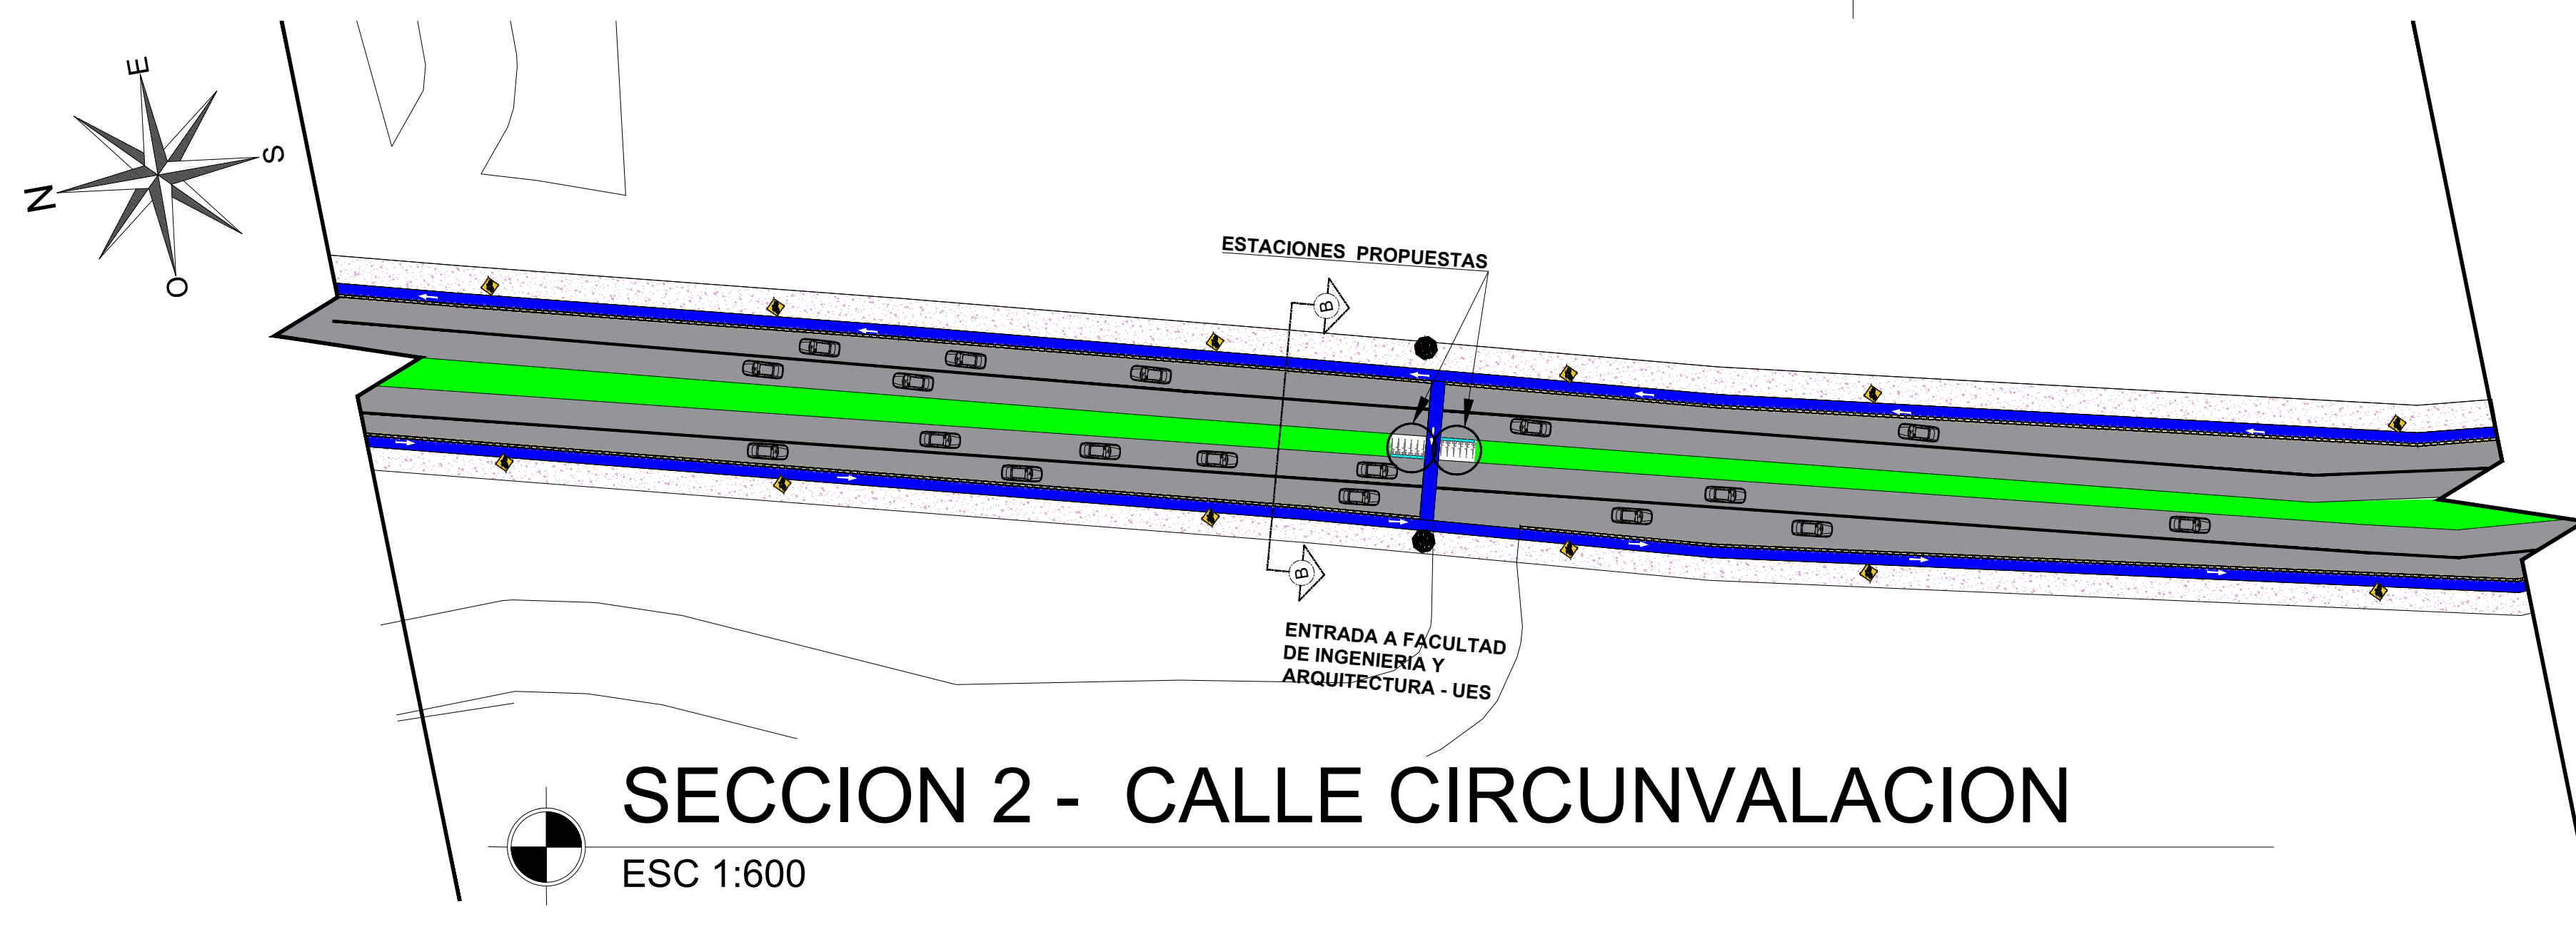 E
S
N
O
ESTACIONES PROPUESTAS
B
B
ENTRADA A FACULTAD
DE INGENIERIA Y
ARQUITECTURA - UES
SECCION 2 - CALLE CIRCUNVALACION
ESC 1:600